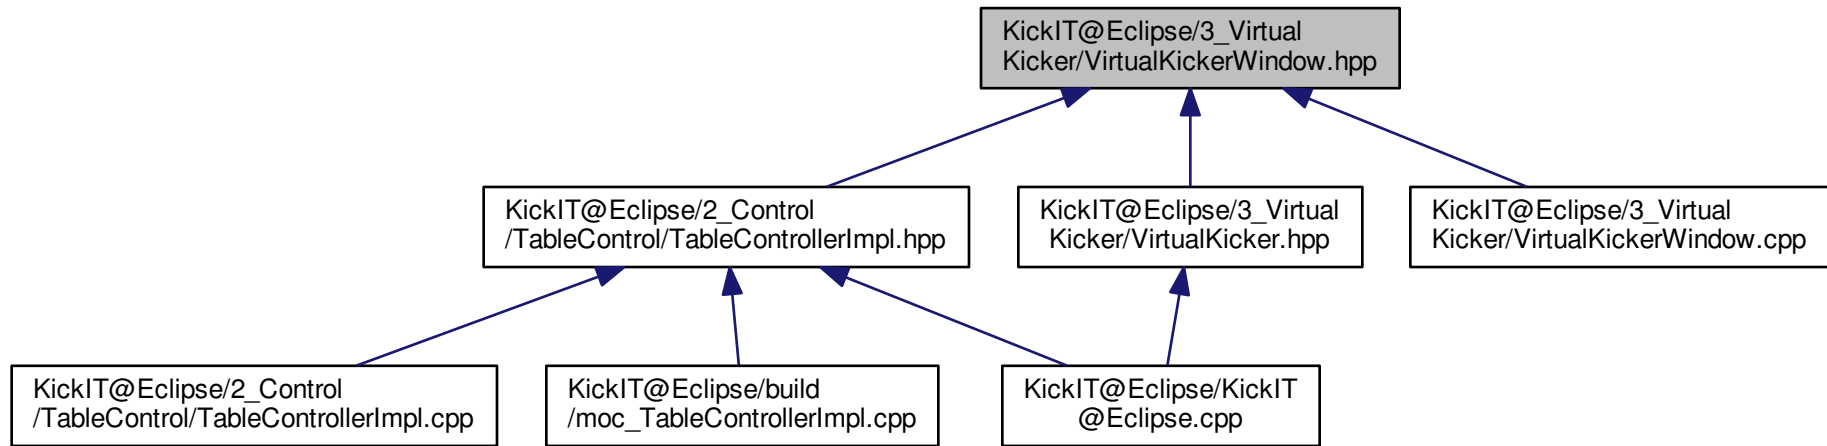 KickIT@Eclipse/3_Virtual
Kicker/VirtualKickerWindow.hpp
KickIT@Eclipse/2_Control
/TableControl/TableControllerImpl.hpp
KickIT@Eclipse/3_Virtual
Kicker/VirtualKicker.hpp
KickIT@Eclipse/3_Virtual
Kicker/VirtualKickerWindow.cpp
KickIT@Eclipse/2_Control
/TableControl/TableControllerImpl.cpp
KickIT@Eclipse/build
/moc_TableControllerImpl.cpp
KickIT@Eclipse/KickIT
@Eclipse.cpp